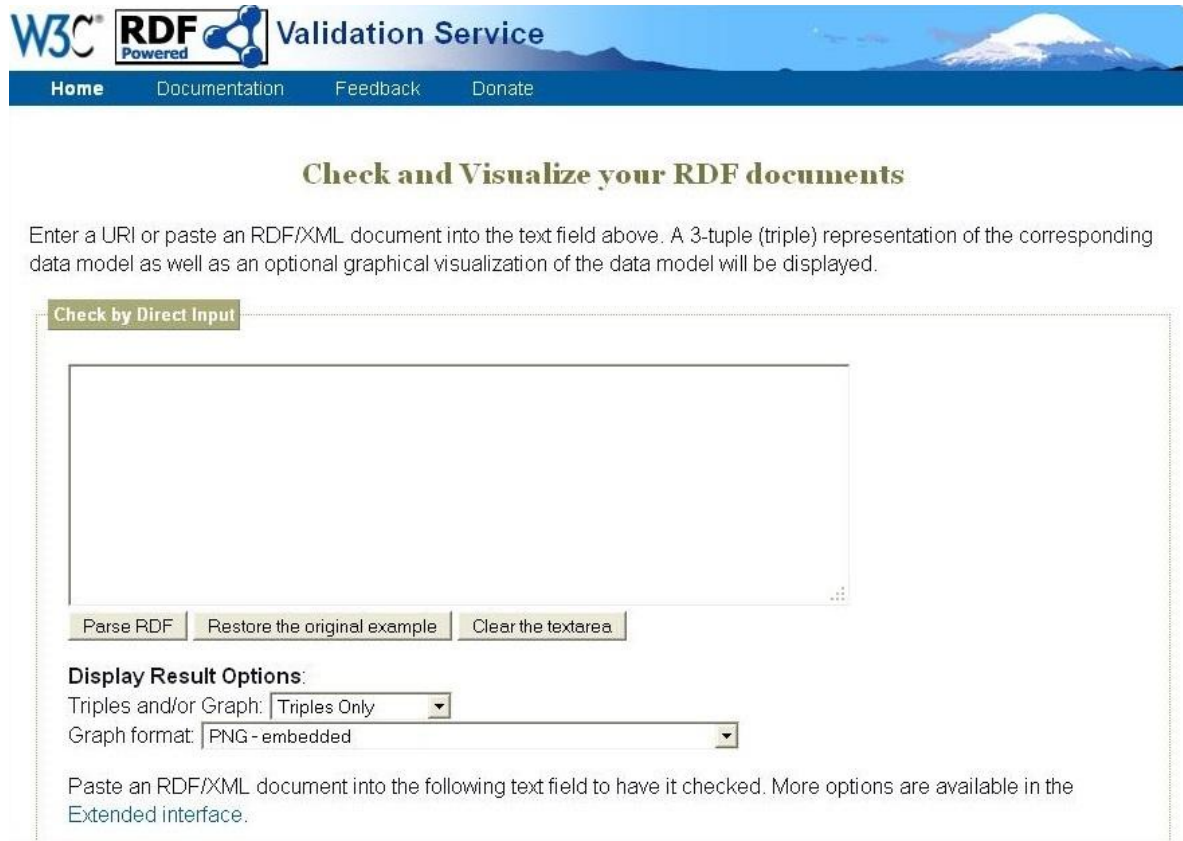 W3C® RDF Powered Validation Service
Home Documentation Feedback Donate
Check and Visualize your RDF documents
Enter a URI or paste an RDF/XML document into the text field above. A 3-tuple (triple) representation of the corresponding
data model as well as an optional graphical visualization of the data model will be displayed.
Check by Direct Input
Parse RDF Restore the original example Clear the textarea
Display Result Options:
Triples and/or Graph: Triples Only
Graph format: PNG - embedded
Paste an RDF/XML document into the following text field to have it checked. More options are available in the
Extended interface.